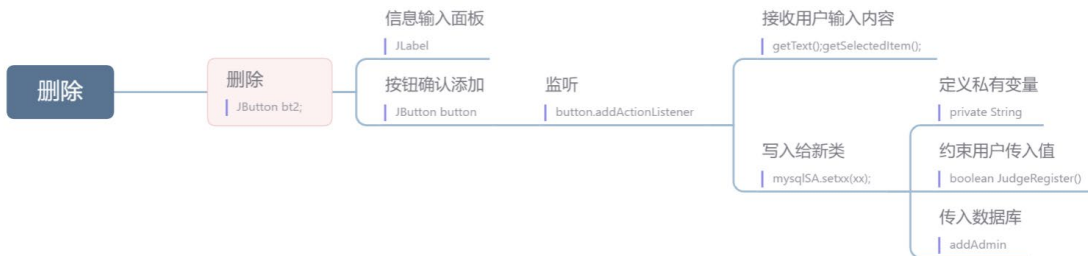 删除
删除
JButton bt2;
信息输入面板
JLabel
按钮确认添加
JButton button
监听
button.addActionListener
接收用户输入内容
getText();getSelectedItem();
写入给新类
mysqlSA.setxx(xx);
定义私有变量
private String
约束用户传入值
boolean JudgeRegister()
传入数据库
addAdmin